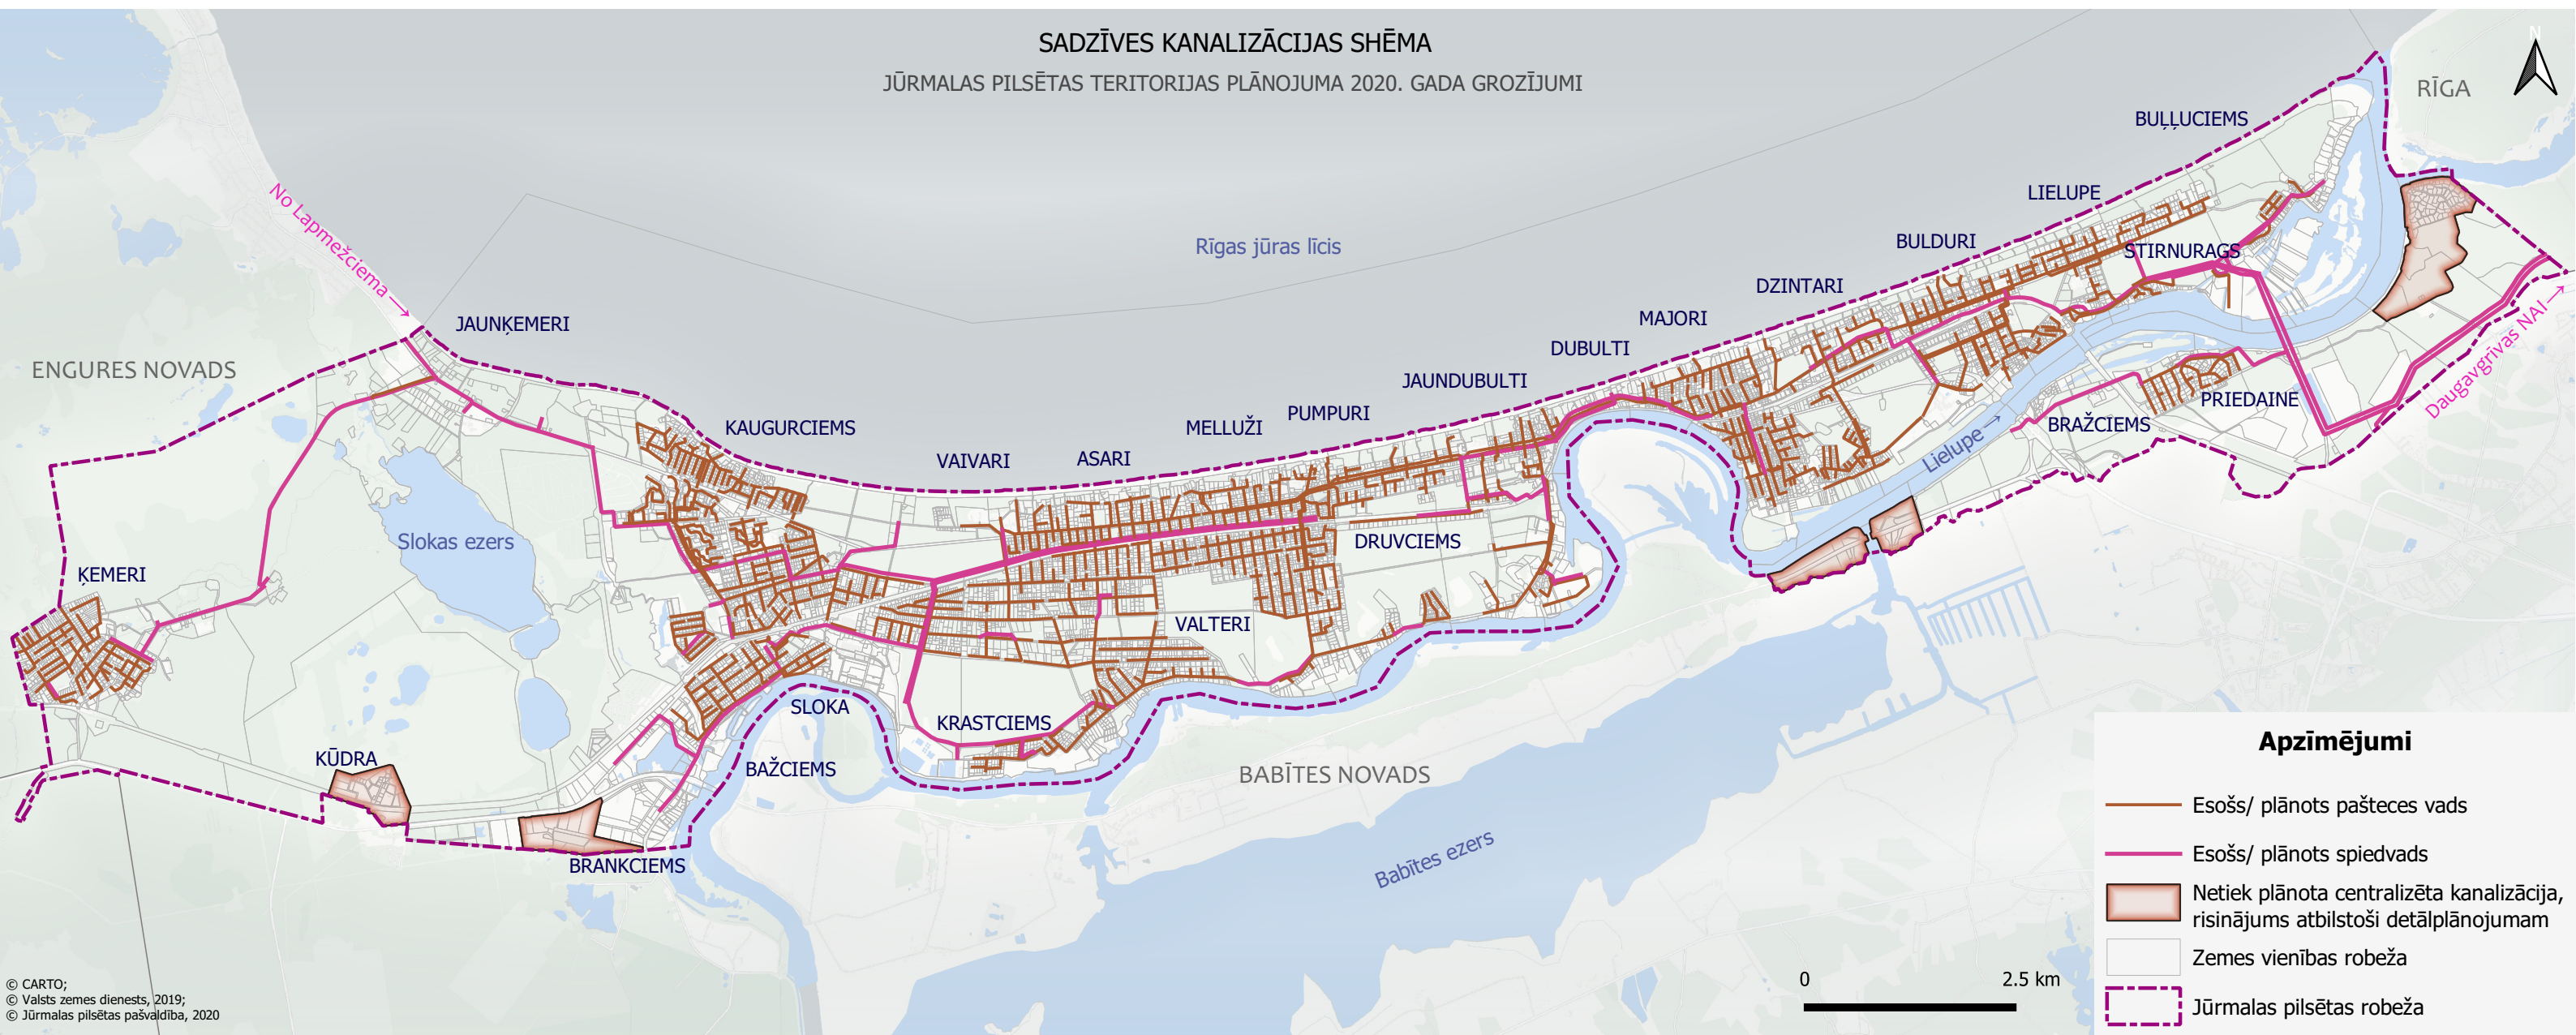 SADZĪVES KANALIZĀCIJAS SHĒMA
JŪRMALAS PILSĒTAS TERITORIJAS PLĀNOJUMA 2020. GADA GROZĪJUMI
N
RĪGA
BUĻĻUCIEMS
No Lapmežciema →
LIELUPE
Rīgas jūras līcis
BULDURI
STIRNURAGS
DZINTARI
MAJORI
JAUNĶEMERI
DUBULTI
ENGURES NOVADS
JAUNDUBULTI
Daugavgrīvas NAI →
PRIEDAINE
PUMPURI
BRAŽCIEMS
KAUGURCIEMS
MELLUŽI
Lielupe →
VAIVARI
ASARI
Slokas ezers
DRUVCIEMS
ĶEMERI
VALTERI
SLOKA
KRASTCIEMS
KŪDRA
BAŽCIEMS
BABĪTES NOVADS
BRANKCIEMS
Babītes ezers
Apzīmējumi
Esošs/ plānots pašteces vads
Esošs/ plānots spiedvads
Netiek plānota centralizēta kanalizācija,
risinājums atbilstoši detālplānojumam
Zemes vienības robeža
Jūrmalas pilsētas robeža
0 2.5 km
© CARTO;
© Valsts zemes dienests, 2019;
© Jūrmalas pilsētas pašvaldība, 2020